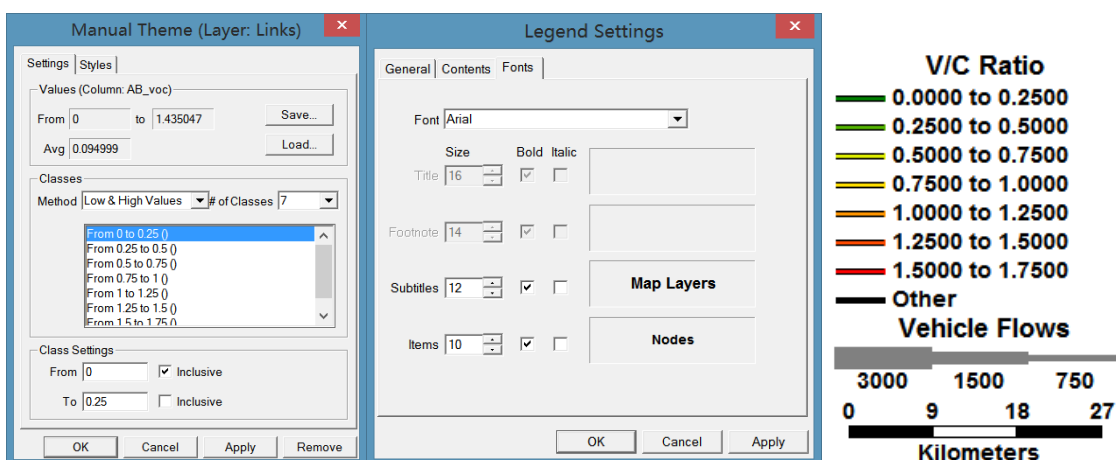 Manual Theme (Layer: Links)
Settings Styles
Values (Column: AB_voc)
From 0 to 1.435047 Save...
Avg 0.094999 Load...
Classes
Method Low & High Values # of Classes 7
From 0 to 0.25 ()
From 0.25 to 0.5 ()
From 0.5 to 0.75 ()
From 0.75 to 1 ()
From 1 to 1.25 ()
From 1.25 to 1.5 ()
From 1.5 to 1.75 ()
Class Settings
From 0 Inclusive
To 0.25 Inclusive
OK Cancel Apply Remove
Legend Settings
General Contents Fonts
Font Arial
Size Bold Italic
Title 16
Footnote 14
Subtitles 12 Map Layers
Items 10 Nodes
OK Cancel Apply
V/C Ratio
0.0000 to 0.2500
0.2500 to 0.5000
0.5000 to 0.7500
0.7500 to 1.0000
1.0000 to 1.2500
1.2500 to 1.5000
1.5000 to 1.7500
Other
Vehicle Flows
3000 1500 750
0 9 18 27
Kilometers